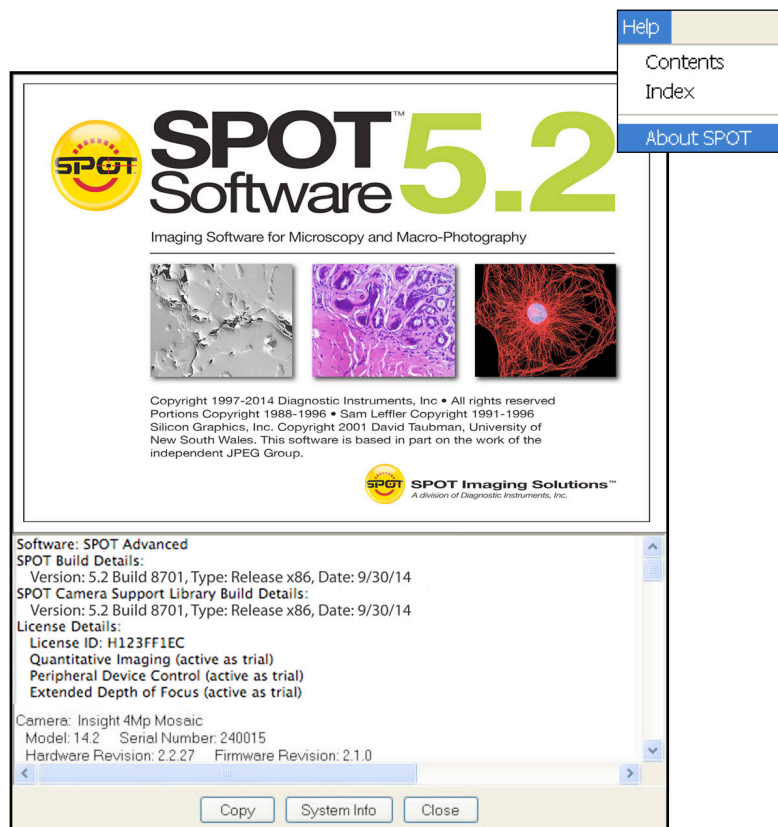 Help
Contents
Index
About SPOT
SPOT
SPOT™ 5.2
Software
Imaging Software for Microscopy and Macro-Photography
Copyright 1997-2014 Diagnostic Instruments, Inc • All rights reserved
Portions Copyright 1988-1996 • Sam Leffler Copyright 1991-1996
Silicon Graphics, Inc. Copyright 2001 David Taubman, University of
New South Wales. This software is based in part on the work of the
independent JPEG Group.
SPOT
SPOT Imaging Solutions™
A division of Diagnostic Instruments, Inc.
Software: SPOT Advanced
SPOT Build Details:
Version: 5.2 Build 8701, Type: Release x86, Date: 9/30/14
SPOT Camera Support Library Build Details:
Version: 5.2 Build 8701, Type: Release x86, Date: 9/30/14
License Details:
License ID: H123FF1EC
Quantitative Imaging (active as trial)
Peripheral Device Control (active as trial)
Extended Depth of Focus (active as trial)
Camera: Insight 4Mp Mosaic
Model: 14.2 Serial Number: 240015
Hardware Revision: 2.2.27 Firmware Revision: 2.1.0
Copy System Info Close